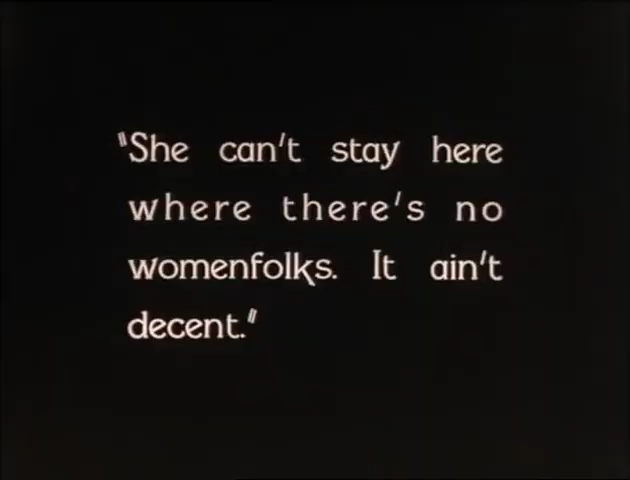 "She can't stay here
where there's no
womenfolks. It ain't
decent."